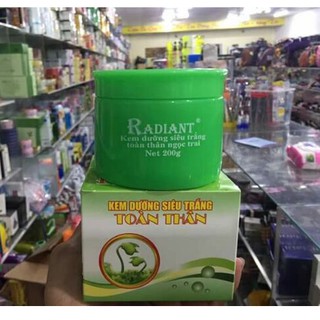 RADIANT®
Kem dưỡng siêu trắng
toàn thân ngọc trai
Net 200g
KEM DƯỠNG SIÊU TRẮNG
TOÀN THÂN